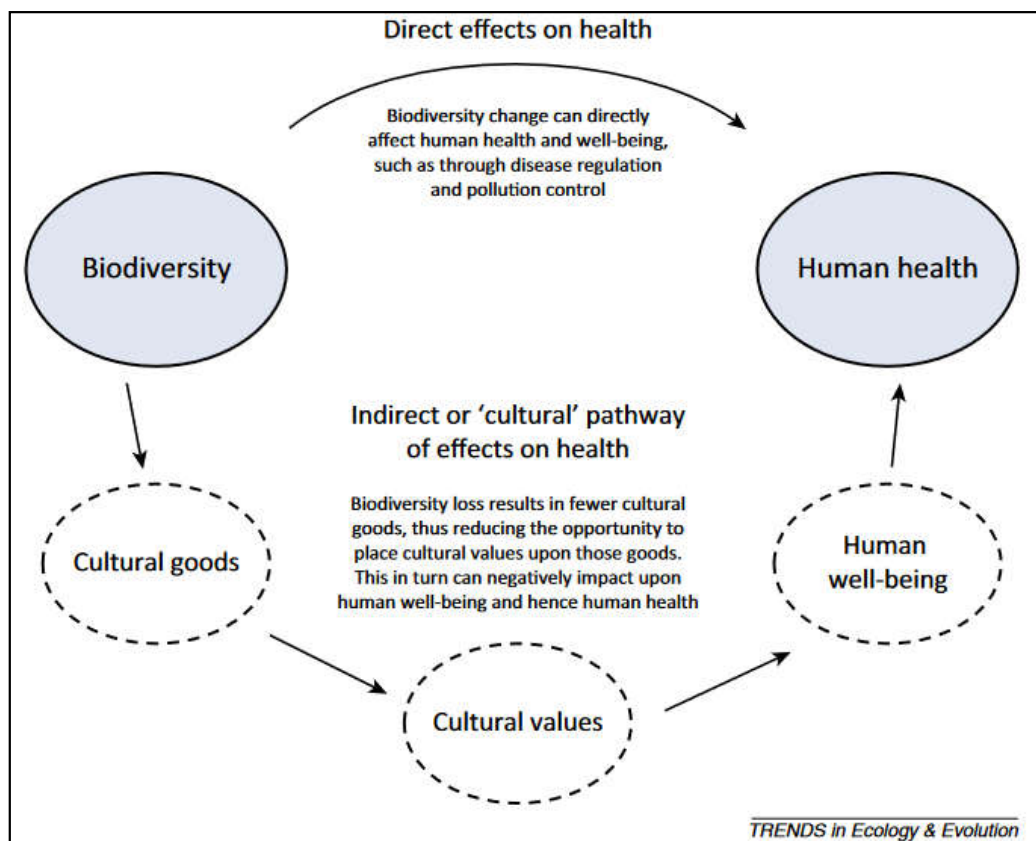 Direct effects on health
Biodiversity change can directly
affect human health and well-being,
such as through disease regulation
and pollution control
Biodiversity
Human health
Indirect or ‘cultural’ pathway
of effects on health
Biodiversity loss results in fewer cultural
goods, thus reducing the opportunity to
place cultural values upon those goods.
This in turn can negatively impact upon
human well-being and hence human health
Cultural goods
Human
well-being
Cultural values
TRENDS in Ecology & Evolution